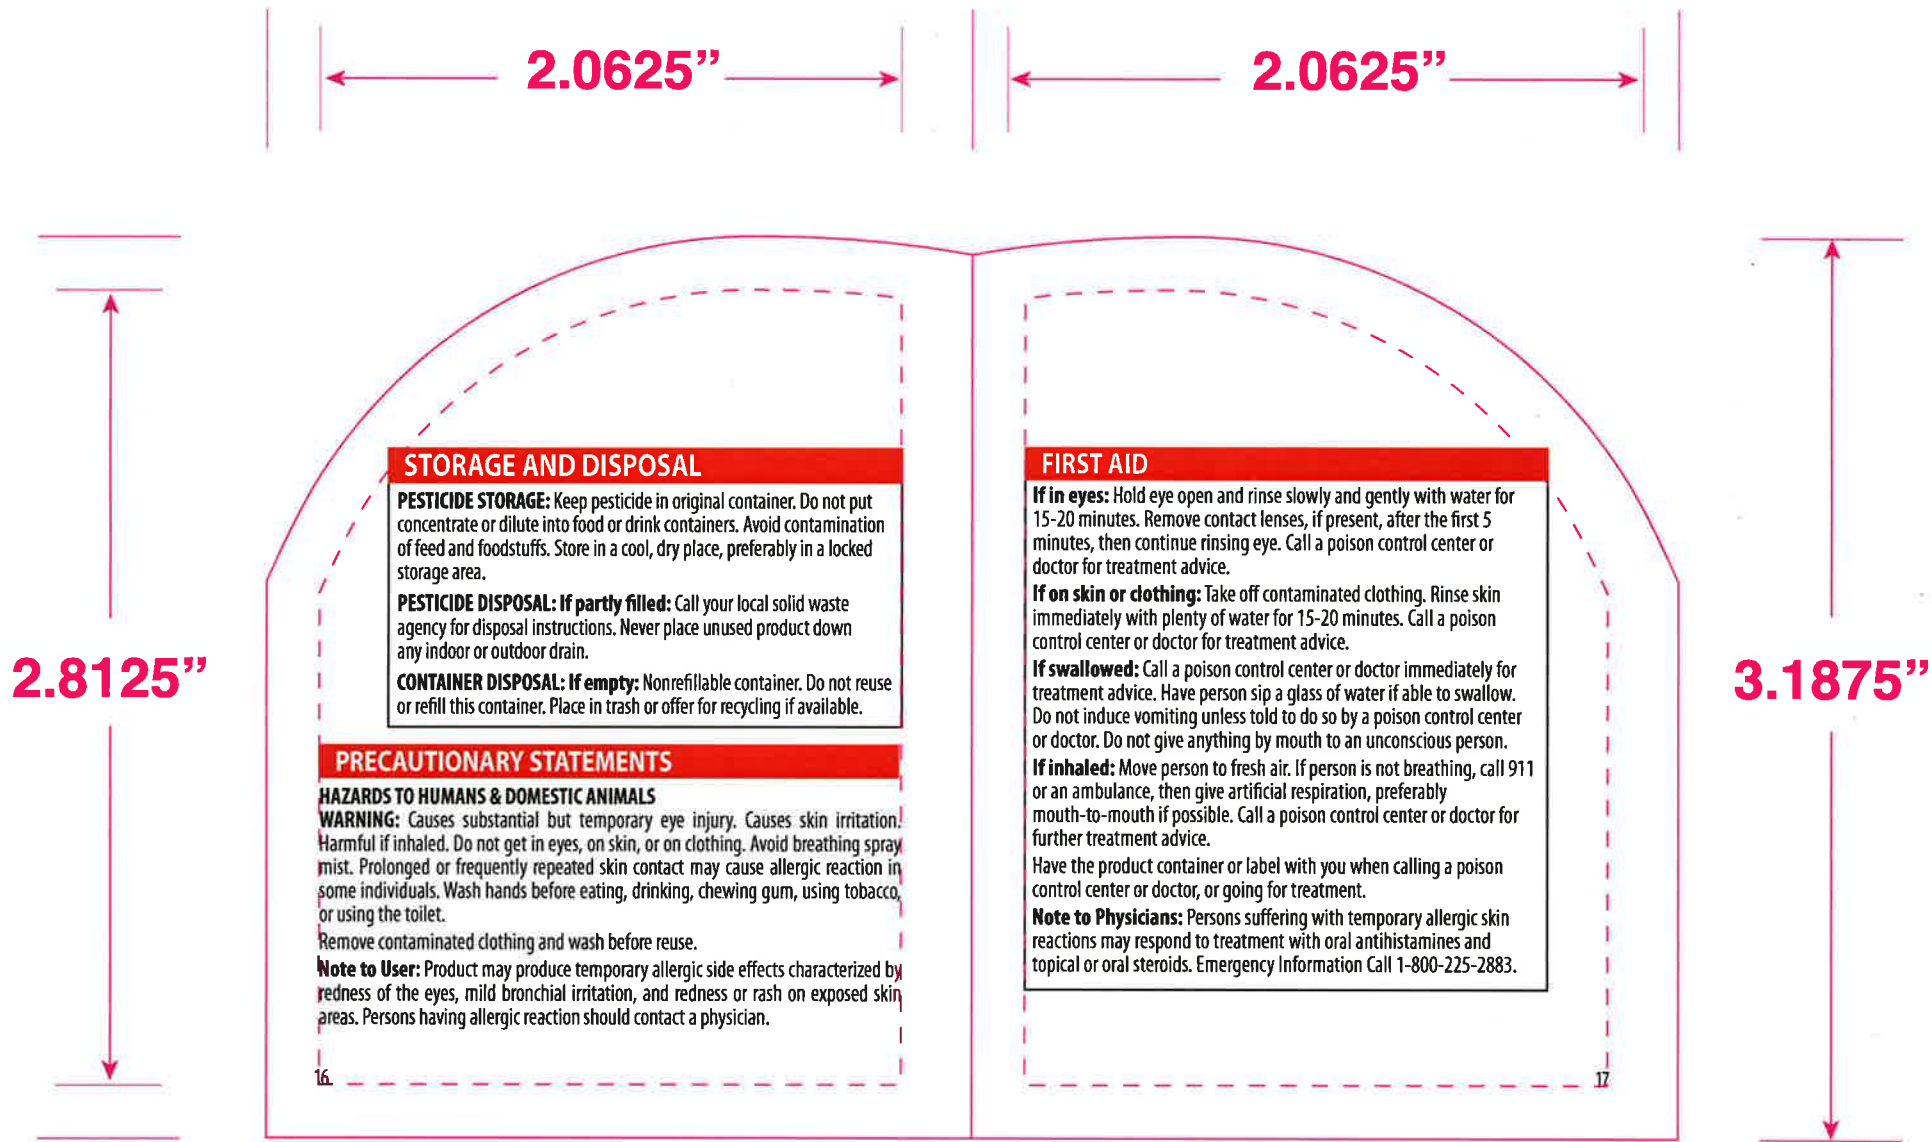 2.0625”
2.0625”
2.8125”
3.1875”
STORAGE AND DISPOSAL
PESTICIDE STORAGE: Keep pesticide in original container. Do not put
concentrate or dilute into food or drink containers. Avoid contamination
of feed and foodstuffs. Store in a cool, dry place, preferably in a locked
storage area.
PESTICIDE DISPOSAL: If partly filled: Call your local solid waste
agency for disposal instructions. Never place unused product down
any indoor or outdoor drain.
CONTAINER DISPOSAL: If empty: Nonrefillable container. Do not reuse
or refill this container. Place in trash or offer for recycling if available.
PRECAUTIONARY STATEMENTS
HAZARDS TO HUMANS & DOMESTIC ANIMALS
WARNING: Causes substantial but temporary eye injury. Causes skin irritation.
Harmful if inhaled. Do not get in eyes, on skin, or on clothing. Avoid breathing spray
mist. Prolonged or frequently repeated skin contact may cause allergic reaction in
some individuals. Wash hands before eating, drinking, chewing gum, using tobacco,
or using the toilet.
Remove contaminated clothing and wash before reuse.
Note to User: Product may produce temporary allergic side effects characterized by
redness of the eyes, mild bronchial irritation, and redness or rash on exposed skin
areas. Persons having allergic reaction should contact a physician.
16
FIRST AID
If in eyes: Hold eye open and rinse slowly and gently with water for
15-20 minutes. Remove contact lenses, if present, after the first 5
minutes, then continue rinsing eye. Call a poison control center or
doctor for treatment advice.
If on skin or clothing: Take off contaminated clothing. Rinse skin
immediately with plenty of water for 15-20 minutes. Call a poison
control center or doctor for treatment advice.
If swallowed: Call a poison control center or doctor immediately for
treatment advice. Have person sip a glass of water if able to swallow.
Do not induce vomiting unless told to do so by a poison control center
or doctor. Do not give anything by mouth to an unconscious person.
If inhaled: Move person to fresh air. If person is not breathing, call 911
or an ambulance, then give artificial respiration, preferably
mouth-to-mouth if possible. Call a poison control center or doctor for
further treatment advice.
Have the product container or label with you when calling a poison
control center or doctor, or going for treatment.
Note to Physicians: Persons suffering with temporary allergic skin
reactions may respond to treatment with oral antihistamines and
topical or oral steroids. Emergency Information Call 1-800-225-2883.
17